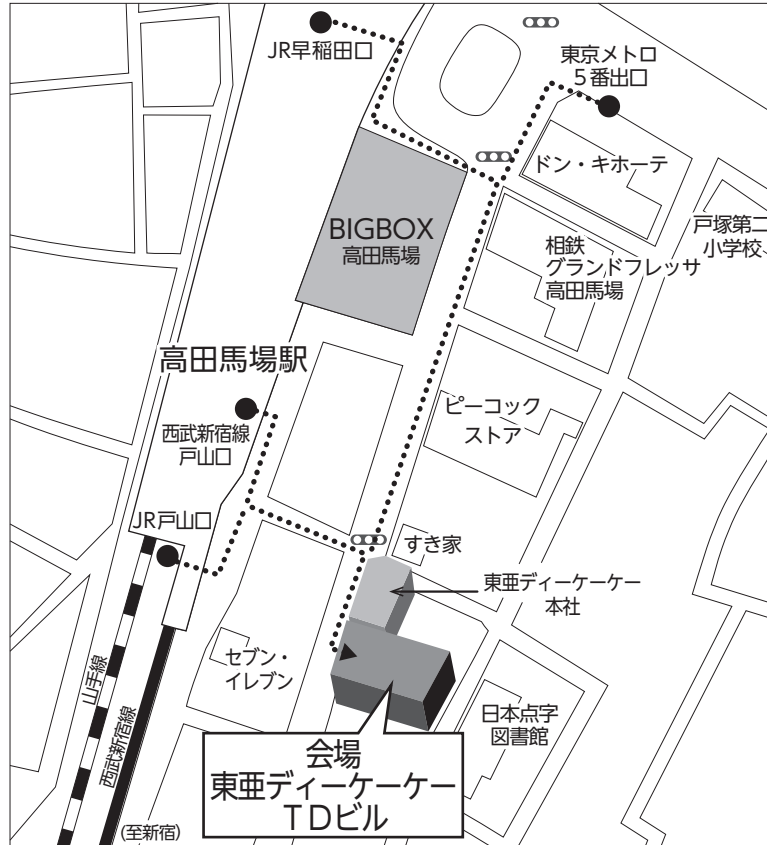 JR早稲田口
東京メトロ
5番出口
ドン・キホーテ
戸塚第二
小学校
BIGBOX
高田馬場
相鉄
グランドフレッサ
高田馬場
高田馬場駅
ピーコック
ストア
西武新宿線
戸山口
JR戸山口
すき家
東亜ディーケーケー
本社
セブン・
イレブン
山手線
西武新宿線
日本点字
図書館
会場
東亜ディーケーケー
TDビル
(至新宿)